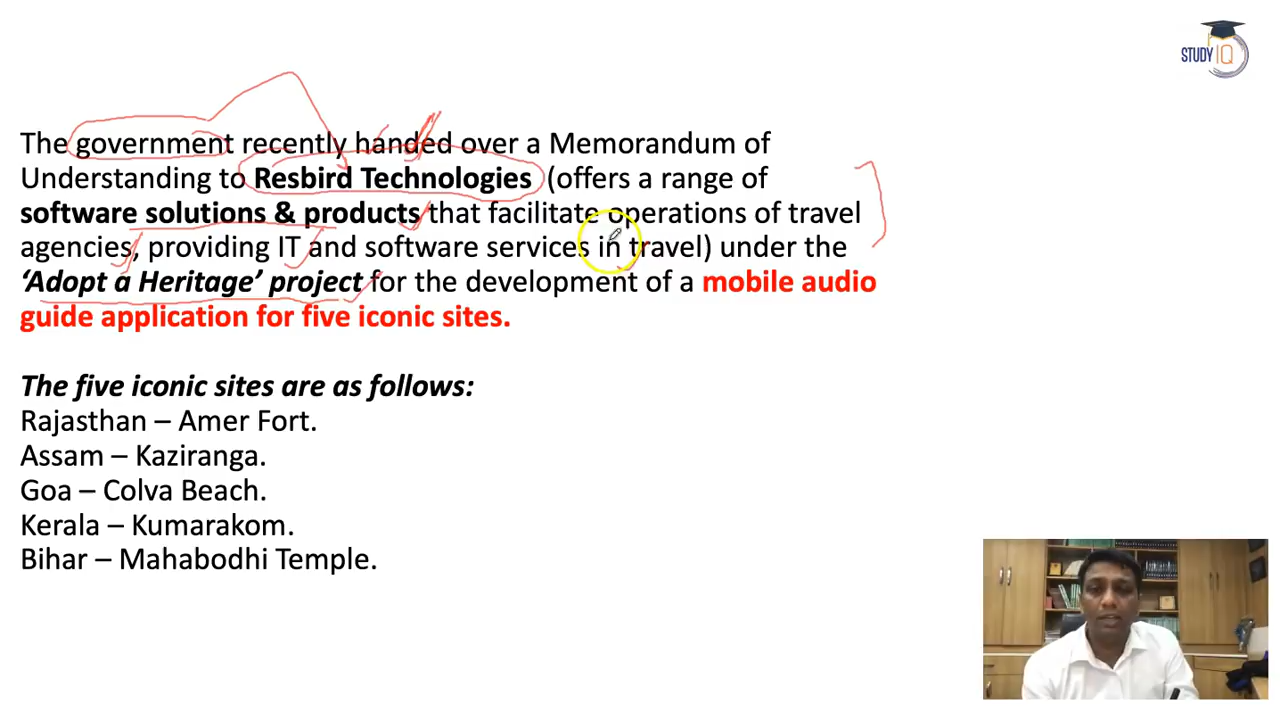 STUDY IQ
The government recently handed over a Memorandum of
Understanding to Resbird Technologies (offers a range of
software solutions & products that facilitate operations of travel
agencies, providing IT and software services in travel) under the
‘Adopt a Heritage’ project for the development of a mobile audio
guide application for five iconic sites.
The five iconic sites are as follows:
Rajasthan – Amer Fort.
Assam – Kaziranga.
Goa – Colva Beach.
Kerala – Kumarakom.
Bihar – Mahabodhi Temple.